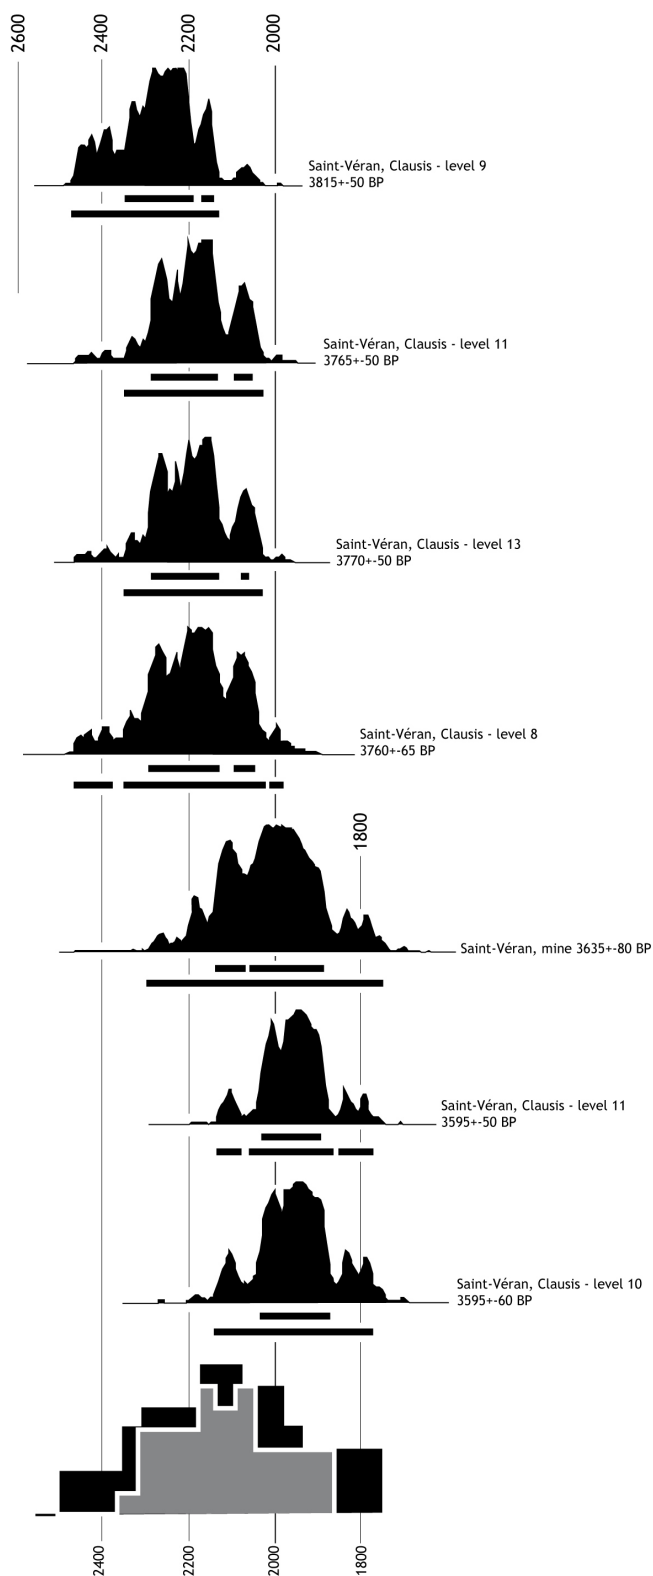 2600
2400
2200
2000
Saint-Véran, Clausis - level 9
3815+-50 BP
Saint-Véran, Clausis - level 11
3765+-50 BP
Saint-Véran, Clausis - level 13
3770+-50 BP
Saint-Véran, Clausis - level 8
3760+-65 BP
1800
Saint-Véran, mine 3635+-80 BP
Saint-Véran, Clausis - level 11
3595+-50 BP
Saint-Véran, Clausis - level 10
3595+-60 BP
2400
2200
2000
1800